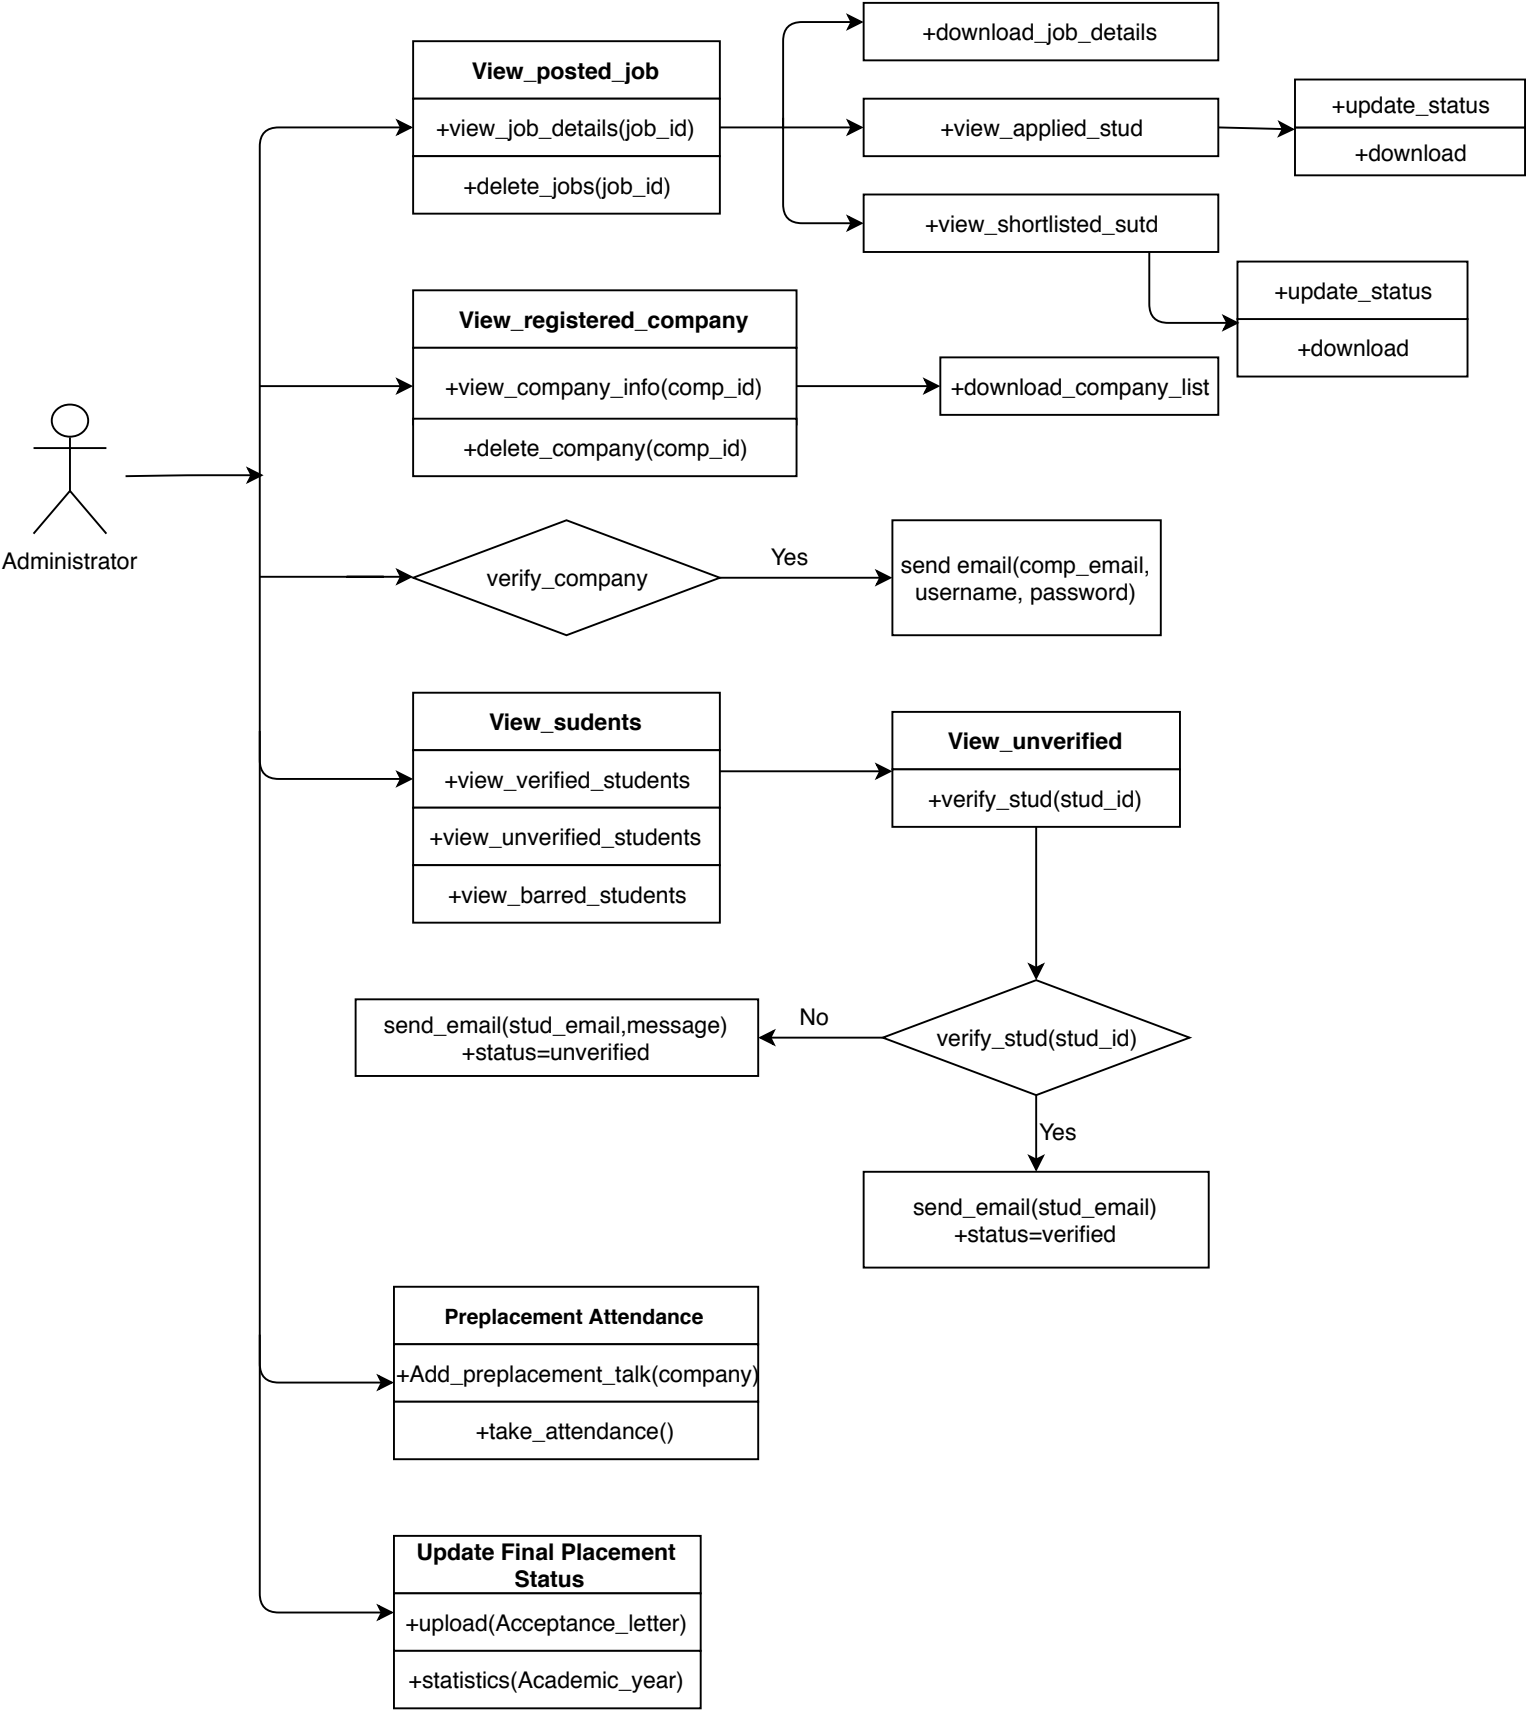 View_posted_job
+view_job_details(job_id)
+delete_jobs(job_id)
+download_job_details
+view_applied_stud
+update_status
+download
+view_shortlisted_sutd
+update_status
+download
View_registered_company
+view_company_info(comp_id)
+delete_company(comp_id)
+download_company_list
Administrator
verify_company
Yes
send email(comp_email,
username, password)
View_sudents
+view_verified_students
+view_unverified_students
+view_barred_students
View_unverified
+verify_stud(stud_id)
verify_stud(stud_id)
No
send_email(stud_email,message)
+status=unverified
Yes
send_email(stud_email)
+status=verified
Preplacement Attendance
+Add_preplacement_talk(company)
+take_attendance()
Update Final Placement
Status
+upload(Acceptance_letter)
+statistics(Academic_year)